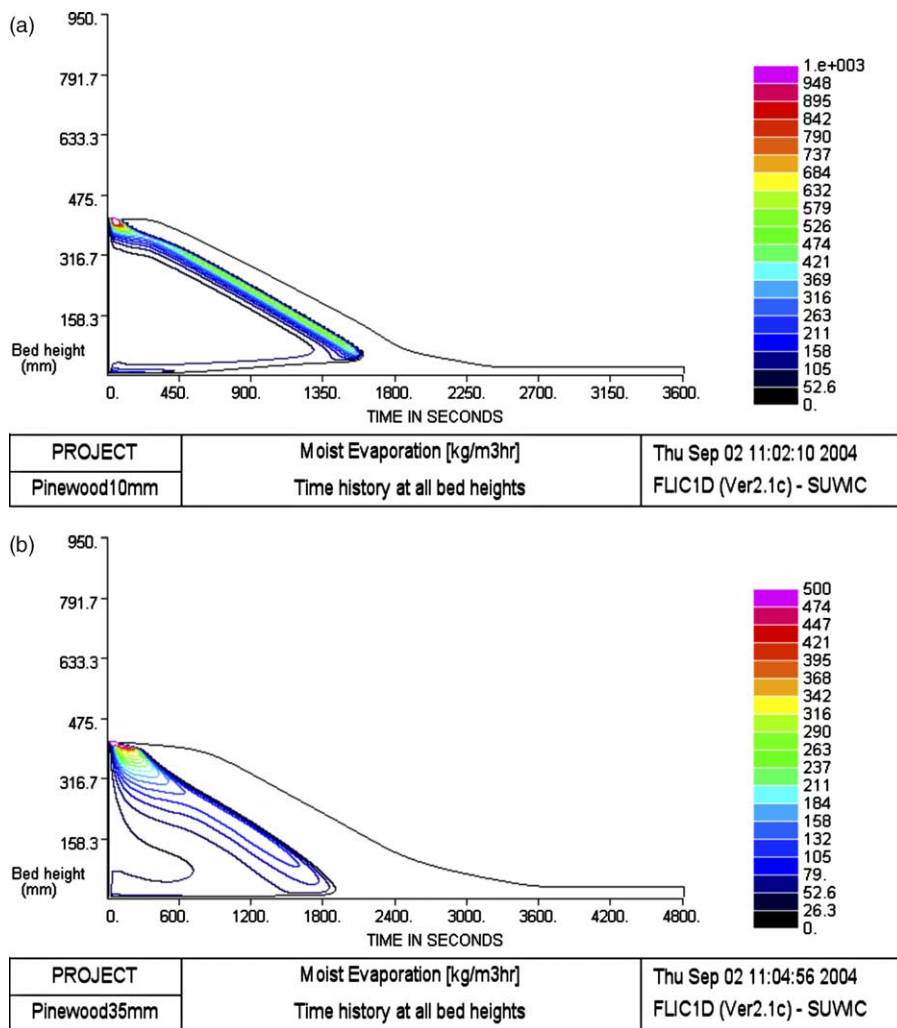 (a)
950.
791.7
633.3
475.
316.7
158.3
Bed height
(mm)
0. 450. 900. 1350. 1800. 2250. 2700. 3150. 3600.
TIME IN SECONDS
1.e+003
948
895
842
790
737
684
632
579
526
474
421
369
316
263
211
158
105
52.6
0.
PROJECT
Pinewood10mm
Moist Evaporation [kg/m3hr]
Time history at all bed heights
Thu Sep 02 11:02:10 2004
FLIC1D (Ver2.1c) - SUWIC
(b)
950.
791.7
633.3
475.
316.7
158.3
Bed height
(mm)
0. 600. 1200. 1800. 2400. 3000. 3600. 4200. 4800.
TIME IN SECONDS
500
474
447
421
395
368
342
316
290
263
237
211
184
158
132
105
79.
52.6
26.3
0.
PROJECT
Pinewood35mm
Moist Evaporation [kg/m3hr]
Time history at all bed heights
Thu Sep 02 11:04:56 2004
FLIC1D (Ver2.1c) - SUWIC